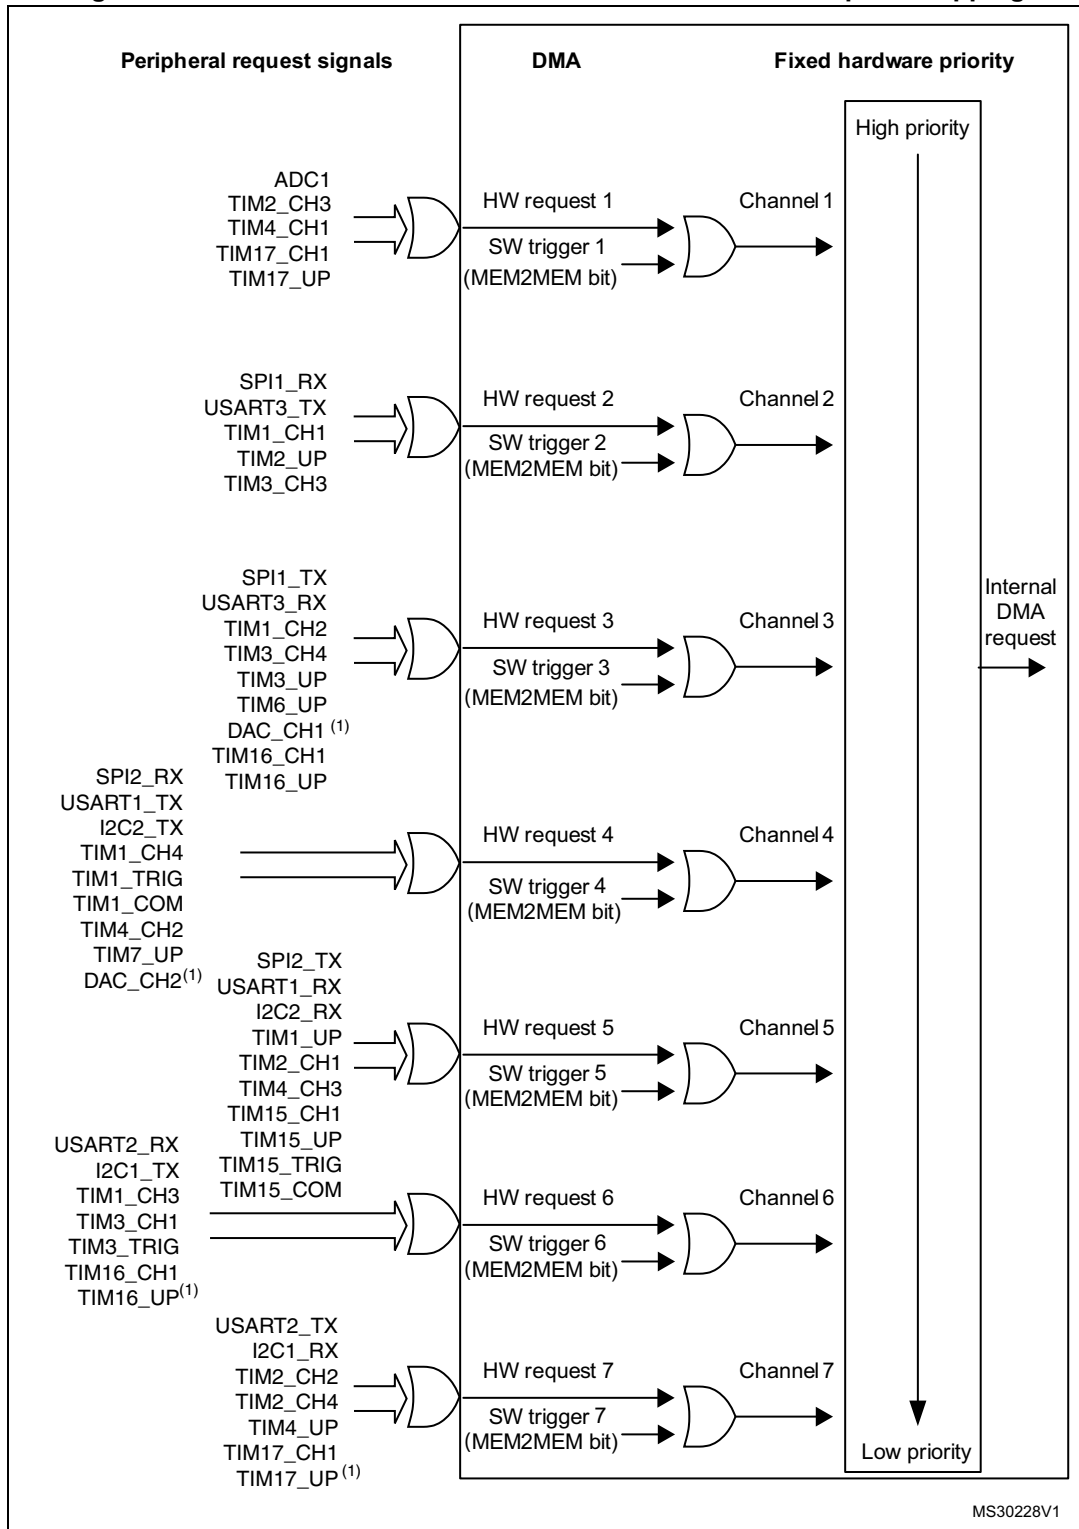 Peripheral request signals
DMA
Fixed hardware priority
High priority
ADC1
TIM2_CH3
TIM4_CH1
TIM17_CH1
TIM17_UP
HW request 1
SW trigger 1
(MEM2MEM bit)
Channel 1
SPI1_RX
USART3_TX
TIM1_CH1
TIM2_UP
TIM3_CH3
HW request 2
SW trigger 2
(MEM2MEM bit)
Channel 2
SPI1_TX
USART3_RX
TIM1_CH2
TIM3_CH4
TIM3_UP
TIM6_UP
DAC_CH1 (1)
TIM16_CH1
TIM16_UP
HW request 3
SW trigger 3
(MEM2MEM bit)
Channel 3
Internal
DMA
request
SPI2_RX
USART1_TX
I2C2_TX
TIM1_CH4
TIM1_TRIG
TIM1_COM
TIM4_CH2
TIM7_UP
DAC_CH2(1)
HW request 4
SW trigger 4
(MEM2MEM bit)
Channel 4
SPI2_TX
USART1_RX
I2C2_RX
TIM1_UP
TIM2_CH1
TIM4_CH3
TIM15_CH1
TIM15_UP
TIM15_TRIG
TIM15_COM
HW request 5
SW trigger 5
(MEM2MEM bit)
Channel 5
USART2_RX
I2C1_TX
TIM1_CH3
TIM3_CH1
TIM3_TRIG
TIM16_CH1
TIM16_UP(1)
HW request 6
SW trigger 6
(MEM2MEM bit)
Channel 6
USART2_TX
I2C1_RX
TIM2_CH2
TIM2_CH4
TIM4_UP
TIM17_CH1
TIM17_UP (1)
HW request 7
SW trigger 7
(MEM2MEM bit)
Channel 7
Low priority
MS30228V1